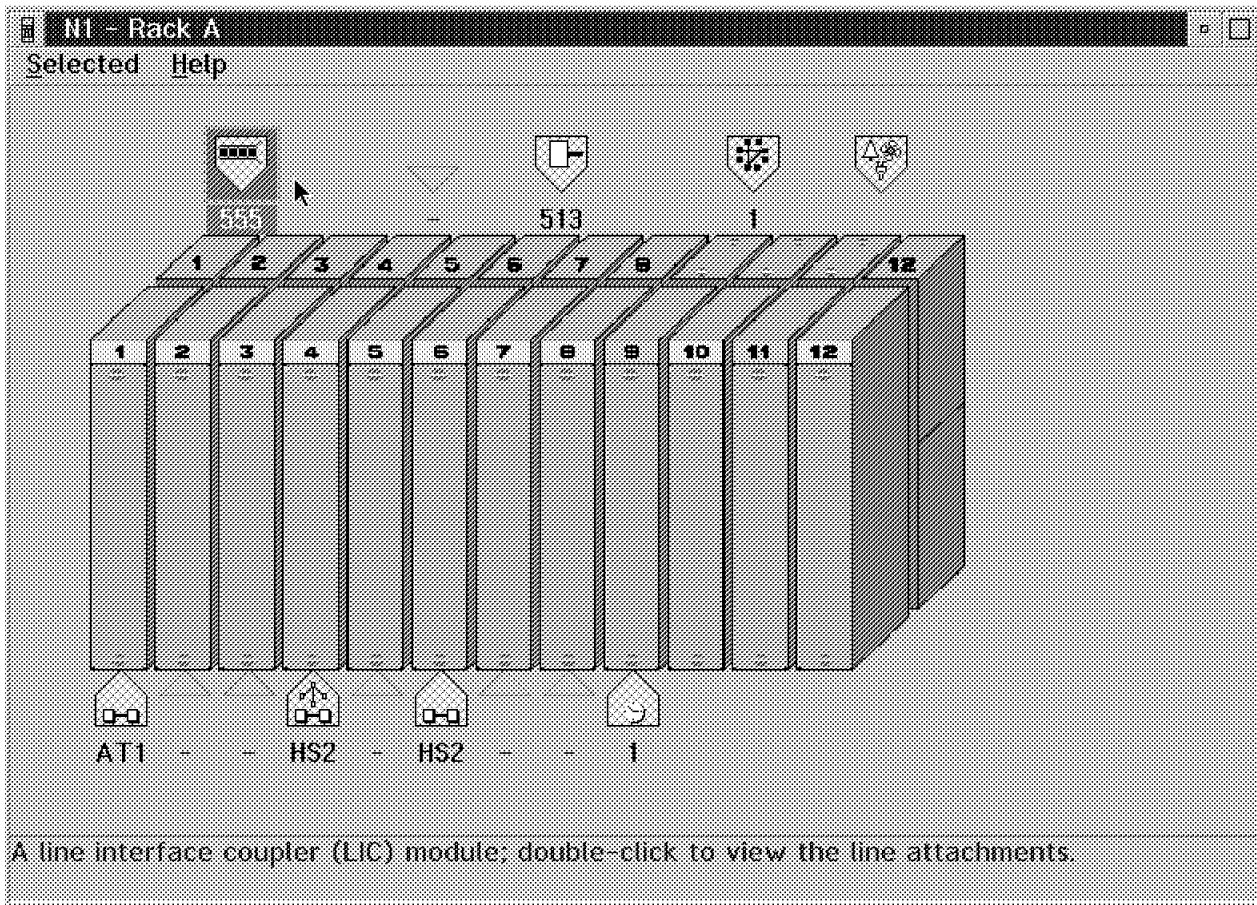 N1 - Rack A
Selected Help
555 - 513 1
1 2 3 4 5 6 7 8 12
1 2 3 4 5 6 7 8 9 10 11 12
AT1 - - HS2 - HS2 - - 1
A line interface coupler (LIC) module; double-click to view the line attachments.